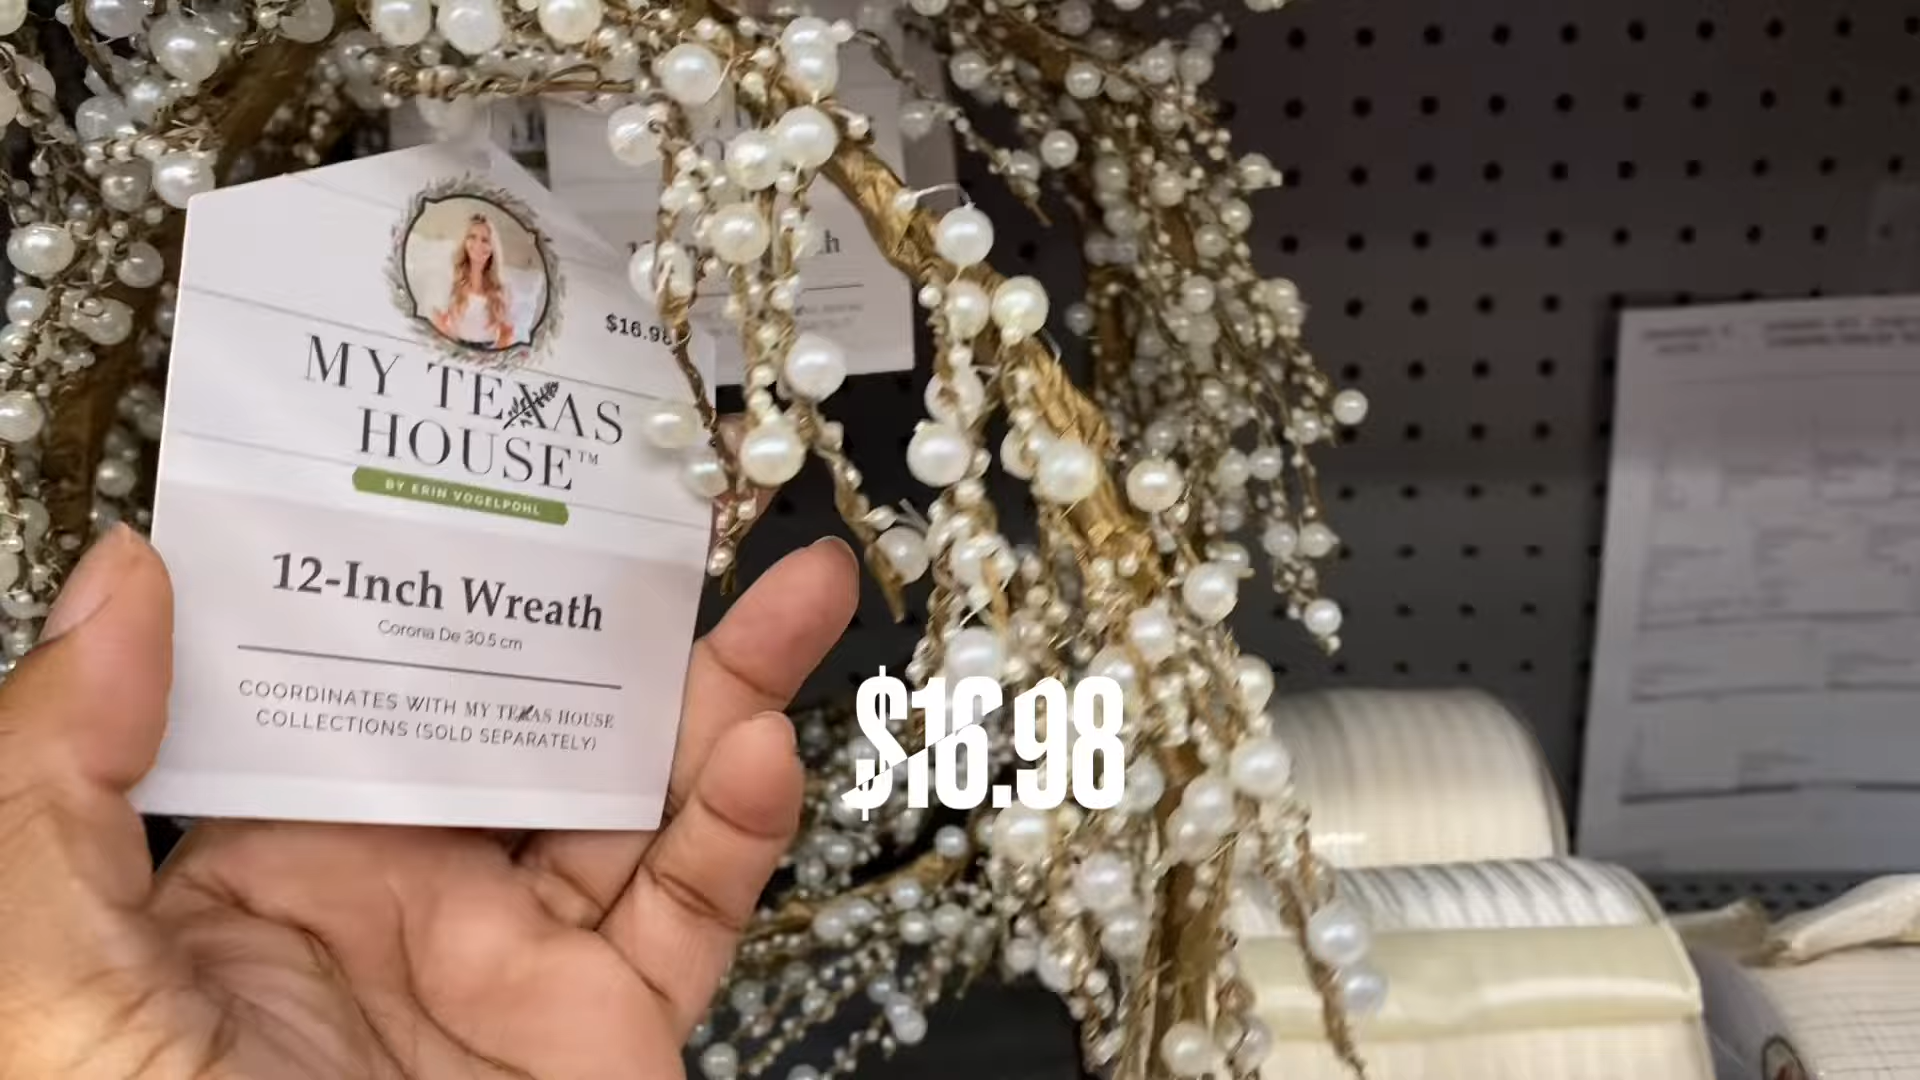 $16.98
MY TEXAS
HOUSE™
BY ERIN VOGELPOHL
12-Inch Wreath
Corona De 30.5 cm
COORDINATES WITH MY TEXAS HOUSE
COLLECTIONS (SOLD SEPARATELY)
$16.98